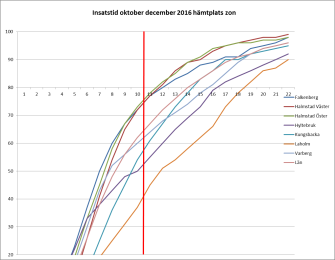 Insatstid oktober december 2016 hämtplats zon
100
90
80
70
60
50
40
30
20
1 2 3 4 5 6 7 8 9 10 11 12 13 14 15 16 17 18 19 20 21 22
Falkenberg
Halmstad Väster
Halmstad Öster
Hyltebruk
Kungsbacka
Laholm
Varberg
Län